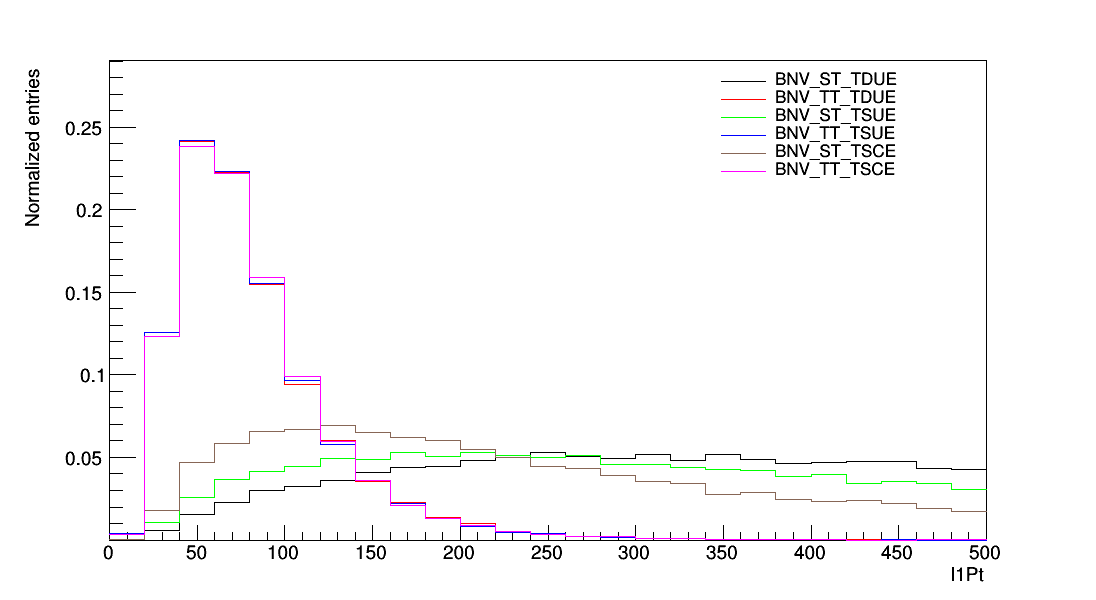 Normalized entries
BNV_ST_TDUE
BNV_TT_TDUE
BNV_ST_TSUE
BNV_TT_TSUE
BNV_ST_TSCE
BNV_TT_TSCE
0.25
0.2
0.15
0.1
0.05
0 50 100 150 200 250 300 350 400 450 500
l1Pt